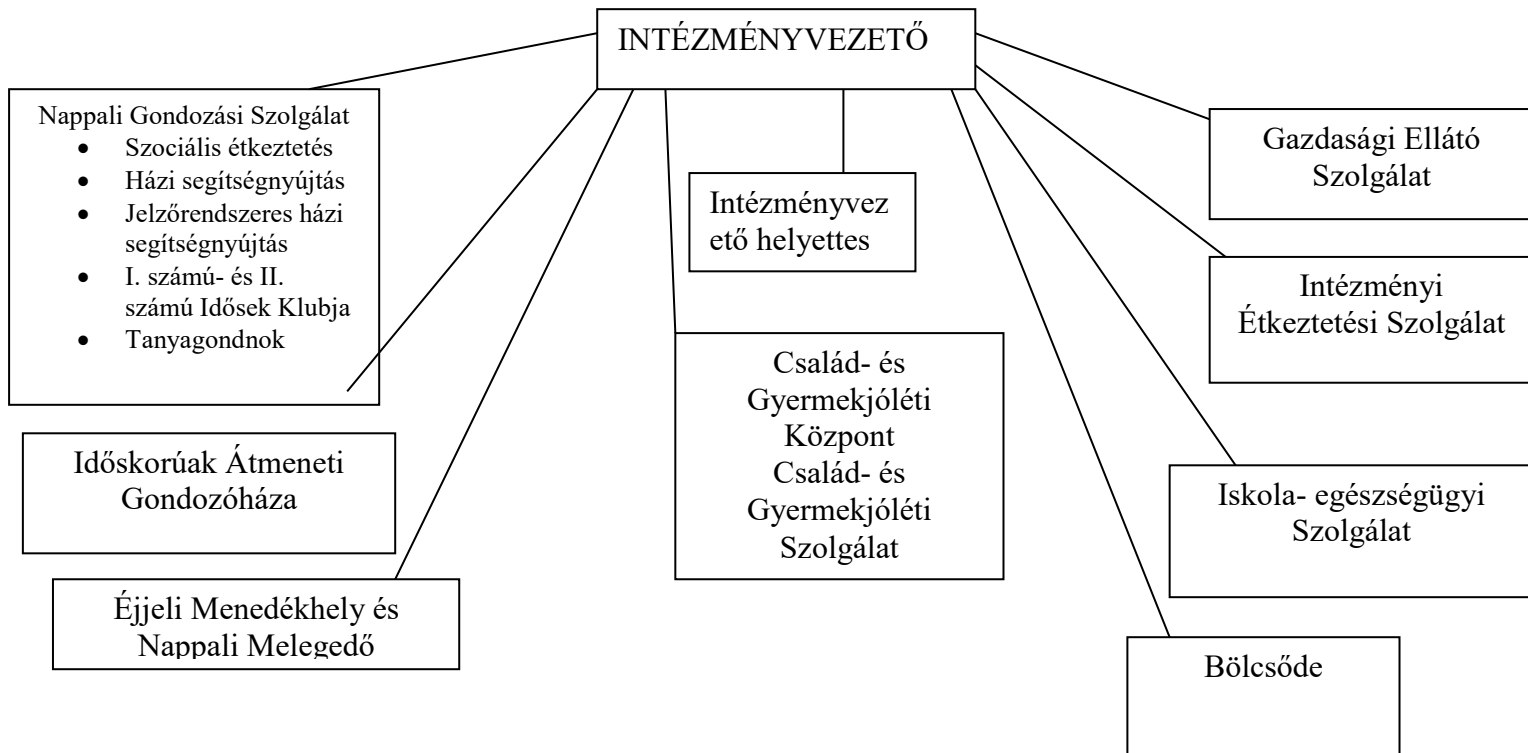 INTÉZMÉNYVEZETŐ
Nappali Gondozási Szolgálat
• Szociális étkeztetés
• Házi segítségnyújtás
• Jelzőrendszeres házi
segítségnyújtás
• I. számú- és II.
számú Idősek Klubja
• Tanyagondnok
Időskorúak Átmeneti
Gondozóháza
Éjjeli Menedékhely és
Nappali Melegedő
Intézményvez
ető helyettes
Család- és
Gyermekjóléti
Központ
Család- és
Gyermekjóléti
Szolgálat
Gazdasági Ellátó
Szolgálat
Intézményi
Étkeztetési Szolgálat
Iskola- egészségügyi
Szolgálat
Bölcsőde